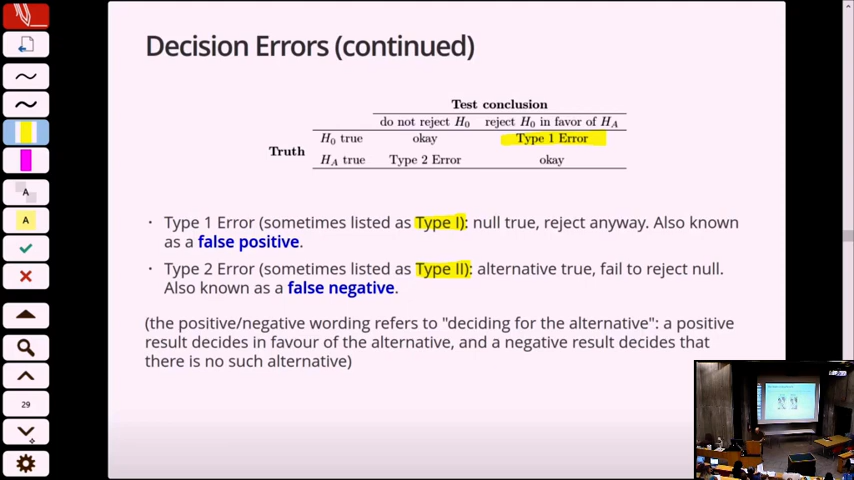 Decision Errors (continued)
Test conclusion
do not reject H0 reject H0 in favor of HA
H0 true okay Type 1 Error
Truth
HA true Type 2 Error okay
· Type 1 Error (sometimes listed as Type I): null true, reject anyway. Also known
as a false positive.
· Type 2 Error (sometimes listed as Type II): alternative true, fail to reject null.
Also known as a false negative.
(the positive/negative wording refers to "deciding for the alternative": a positive
result decides in favour of the alternative, and a negative result decides that
there is no such alternative)
A
A
29